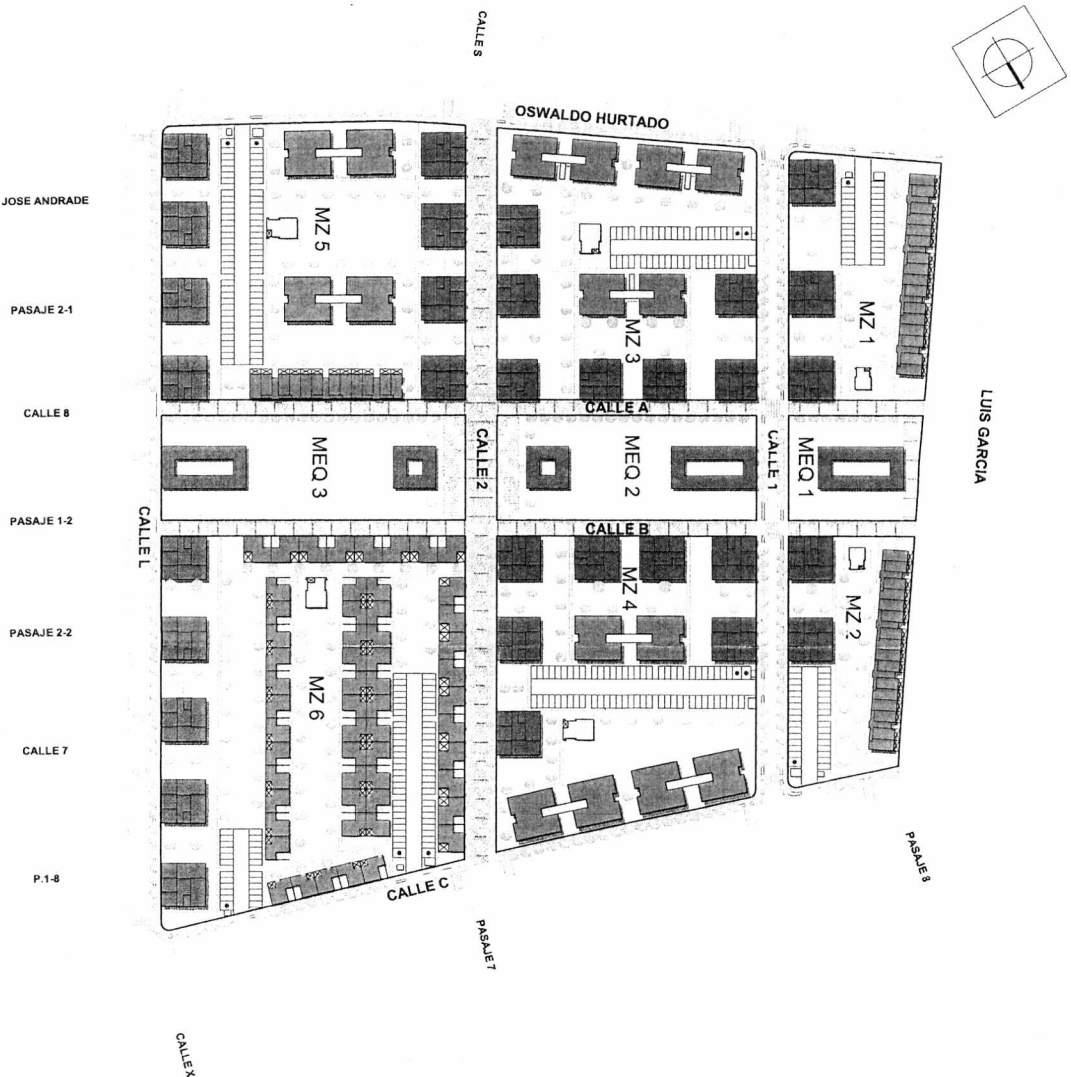 CALLE S
OSWALDO HURTADO
JOSE ANDRADE
MZ 5
PASAJE 2-1
MZ 3
MZ 1
CALLE 8
CALLE A
LUIS GARCIA
MEQ 3
CALLE 2
MEQ 2
CALLE 1
MEQ 1
PASAJE 1-2
CALLE L
CALLE B
PASAJE 2-2
MZ 6
MZ 4
MZ 2
CALLE 7
P.1-8
CALLE C
PASAJE 8
PASAJE 7
CALLE X